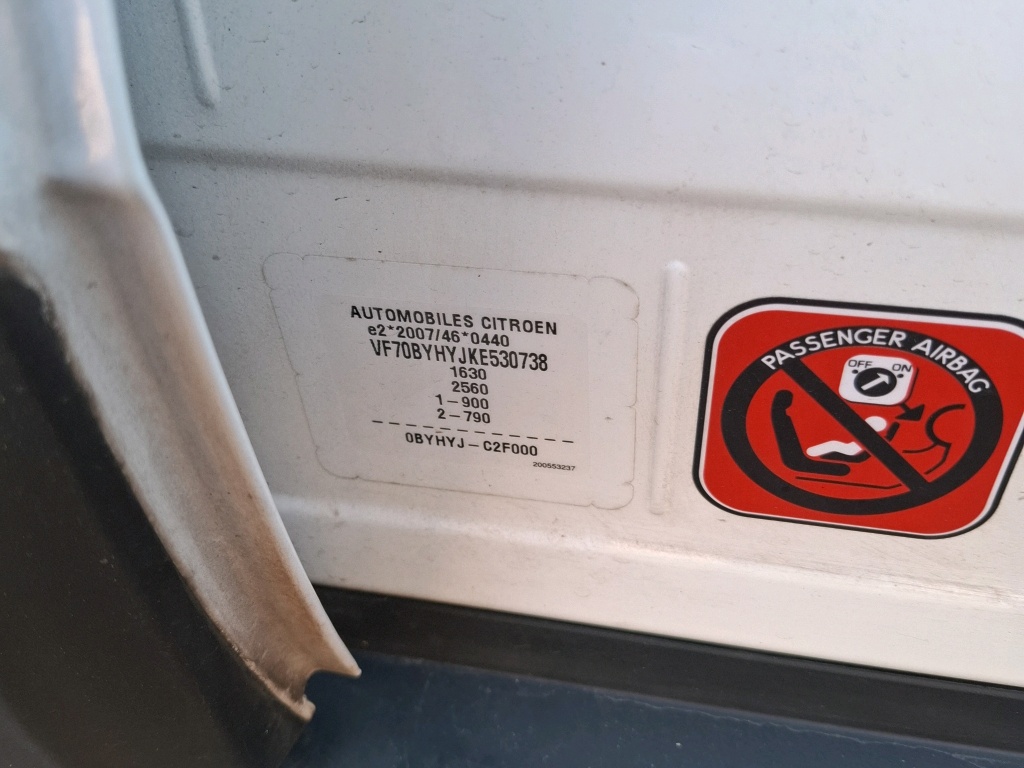 AUTOMOBILES CITROEN
e2*2007/46*0440
VF70BYHYJKE530738
1630
2560
1-900
2-790
0BYHYJ-C2F000
200553237
PASSENGER AIRBAG
OFF ON